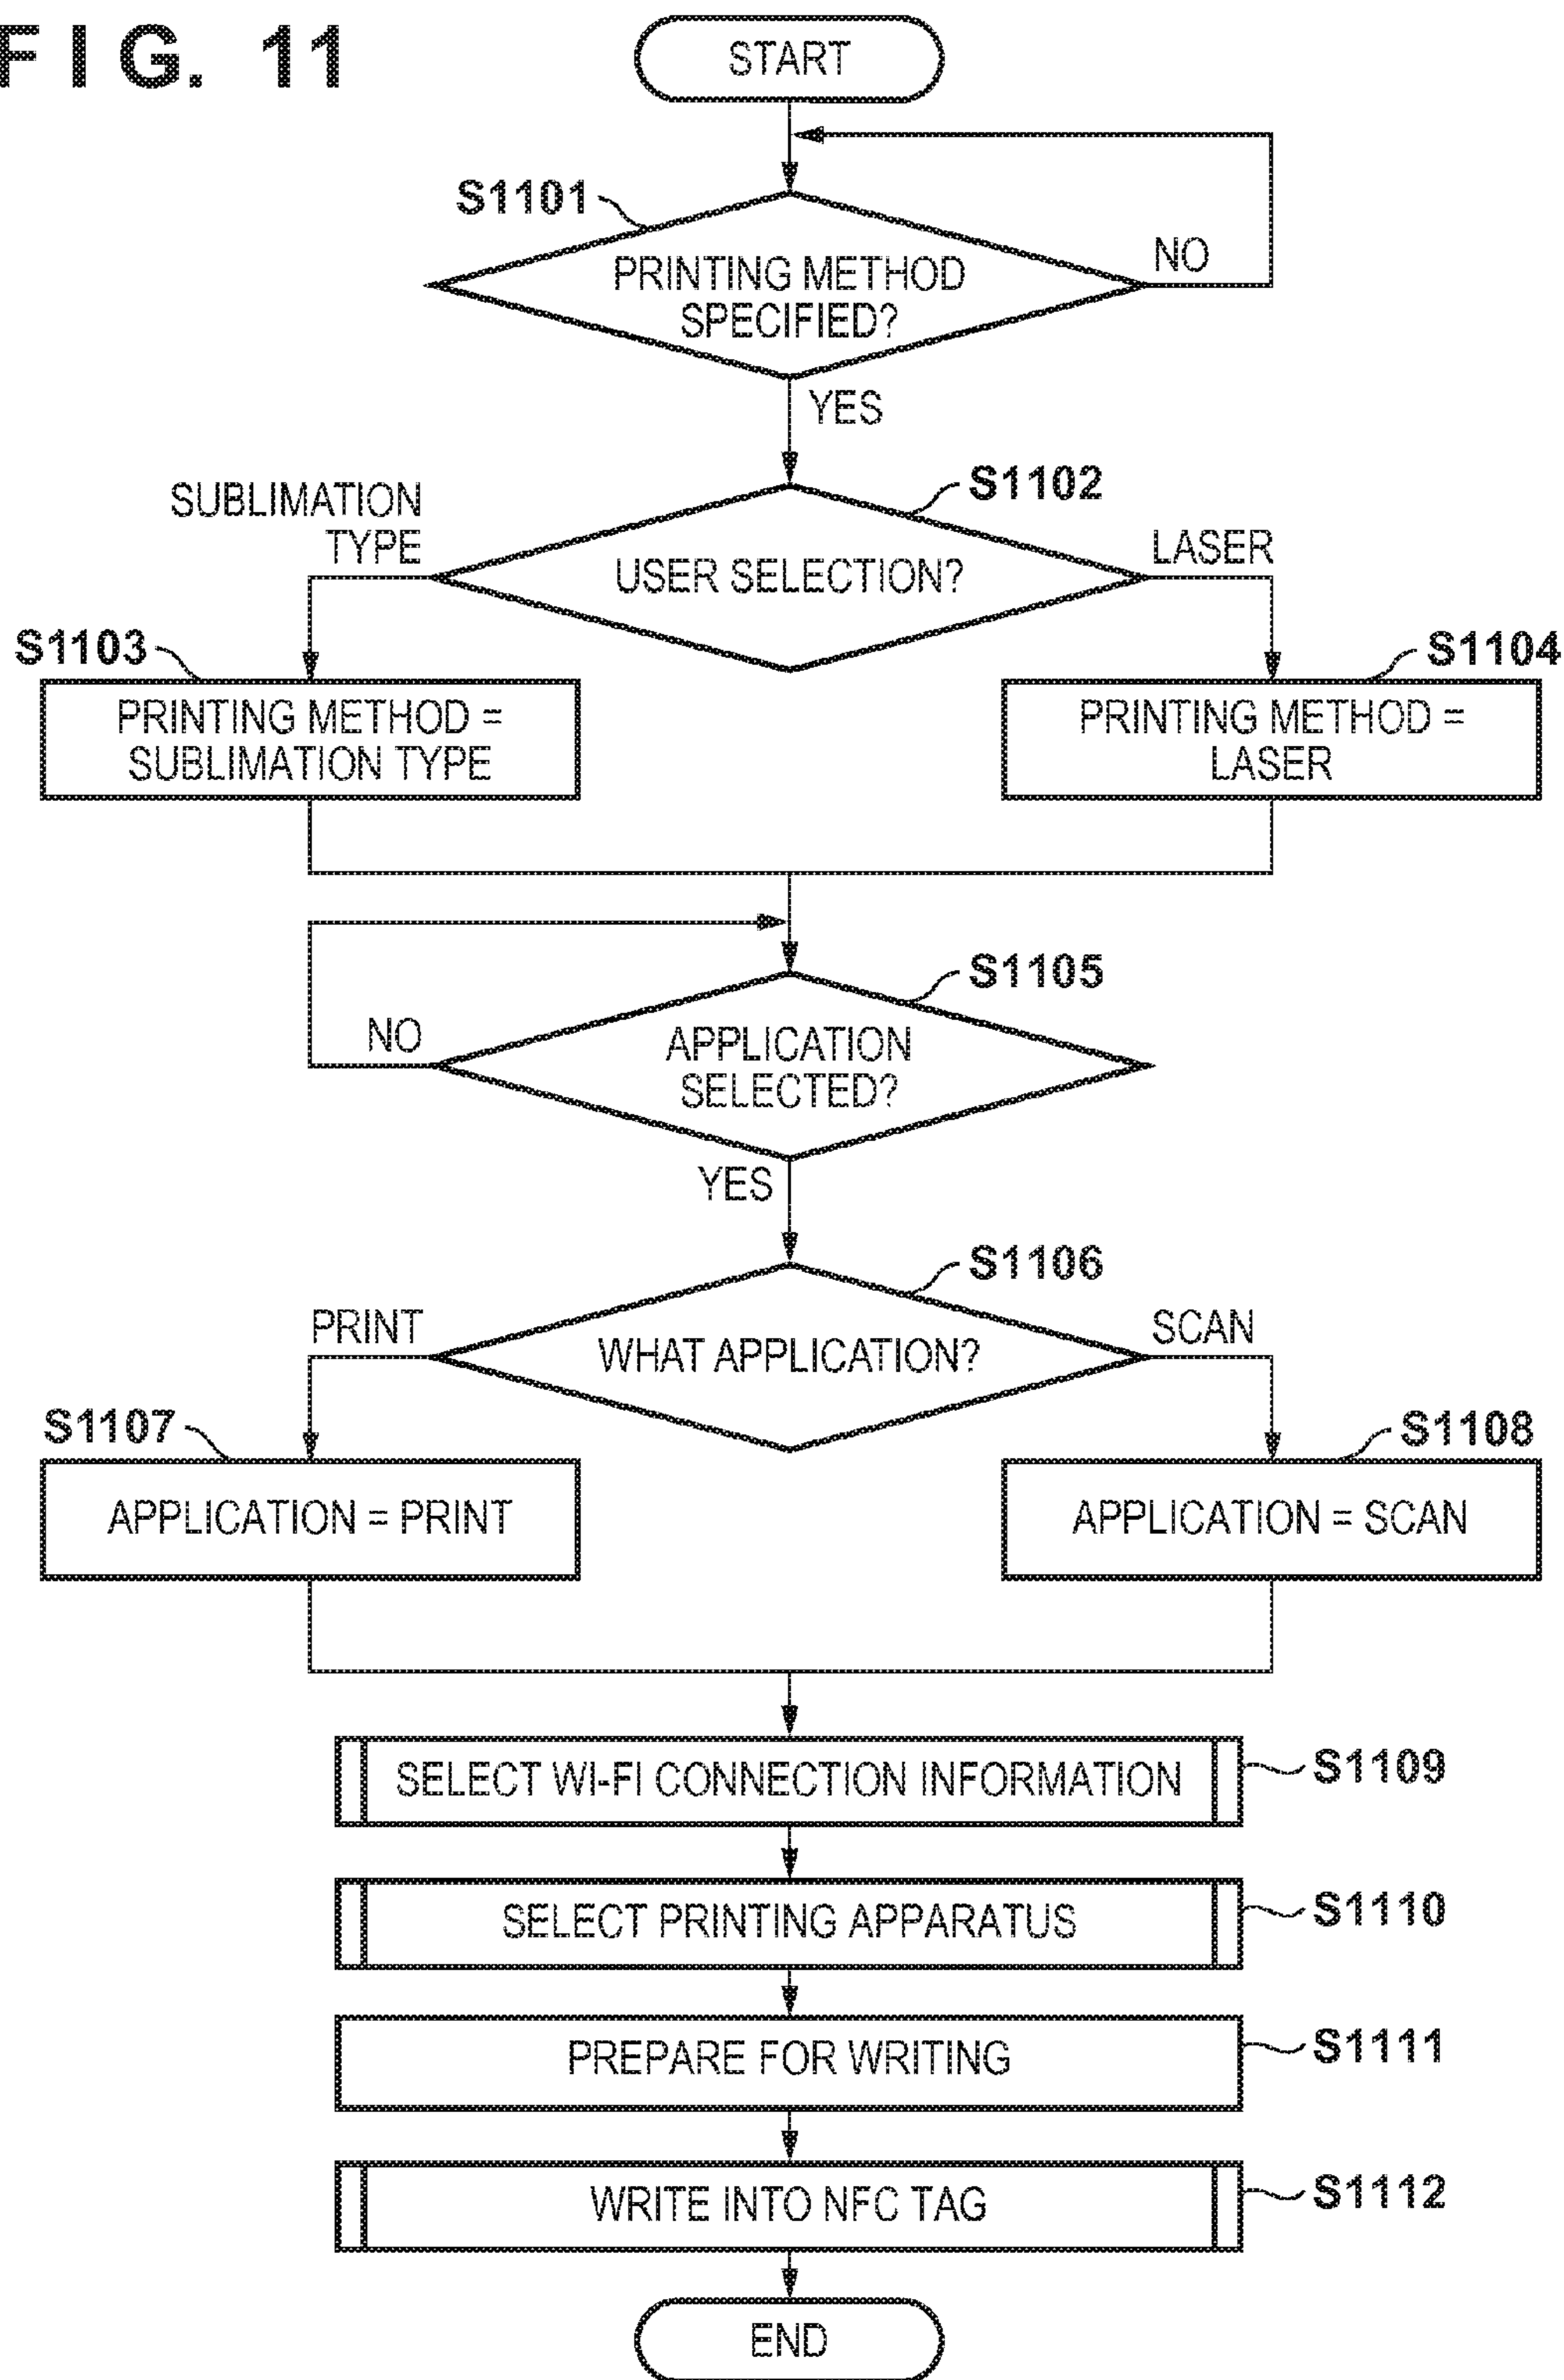 FIG. 11
START
S1101
PRINTING METHOD
SPECIFIED?
NO
YES
S1102
SUBLIMATION
TYPE
USER SELECTION?
LASER
S1103
PRINTING METHOD =
SUBLIMATION TYPE
S1104
PRINTING METHOD =
LASER
S1105
NO
APPLICATION
SELECTED?
YES
S1106
PRINT
WHAT APPLICATION?
SCAN
S1107
APPLICATION = PRINT
S1108
APPLICATION = SCAN
SELECT WI-FI CONNECTION INFORMATION
S1109
SELECT PRINTING APPARATUS
S1110
PREPARE FOR WRITING
S1111
WRITE INTO NFC TAG
S1112
END